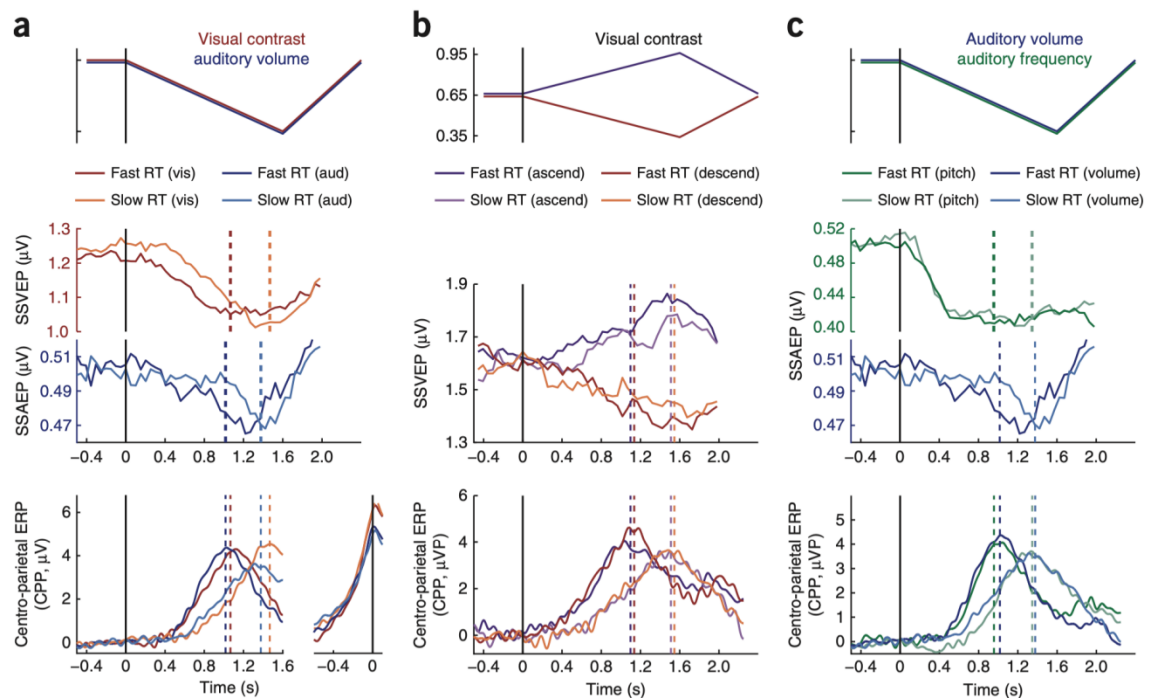 a
Visual contrast
auditory volume
Fast RT (vis) Fast RT (aud)
Slow RT (vis) Slow RT (aud)
SSVEP (μV)
1.3
1.2
1.1
1.0
SSAEP (μV)
0.51
0.49
0.47
−0.4 0 0.4 0.8 1.2 1.6 2.0
Centro-parietal ERP
(CPP, μV)
6
4
2
0
−0.4 0 0.4 0.8 1.2 1.6 −0.4 0
Time (s)
b
Visual contrast
0.95
0.65
0.35
Fast RT (ascend) Fast RT (descend)
Slow RT (ascend) Slow RT (descend)
SSVEP (μV)
1.9
1.7
1.5
1.3
−0.4 0 0.4 0.8 1.2 1.6 2.0
Centro-parietal ERP
(CPP, μVP)
6
4
2
0
−0.4 0 0.4 0.8 1.2 1.6 2.0
Time (s)
c
Auditory volume
auditory frequency
Fast RT (pitch) Fast RT (volume)
Slow RT (pitch) Slow RT (volume)
SSAEP (μV)
0.52
0.48
0.44
0.40
0.51
0.49
0.47
−0.4 0 0.4 0.8 1.2 1.6 2.0
Centro-parietal ERP
(CPP, μVP)
5
4
3
2
1
0
−0.4 0 0.4 0.8 1.2 1.6 2.0
Time (s)